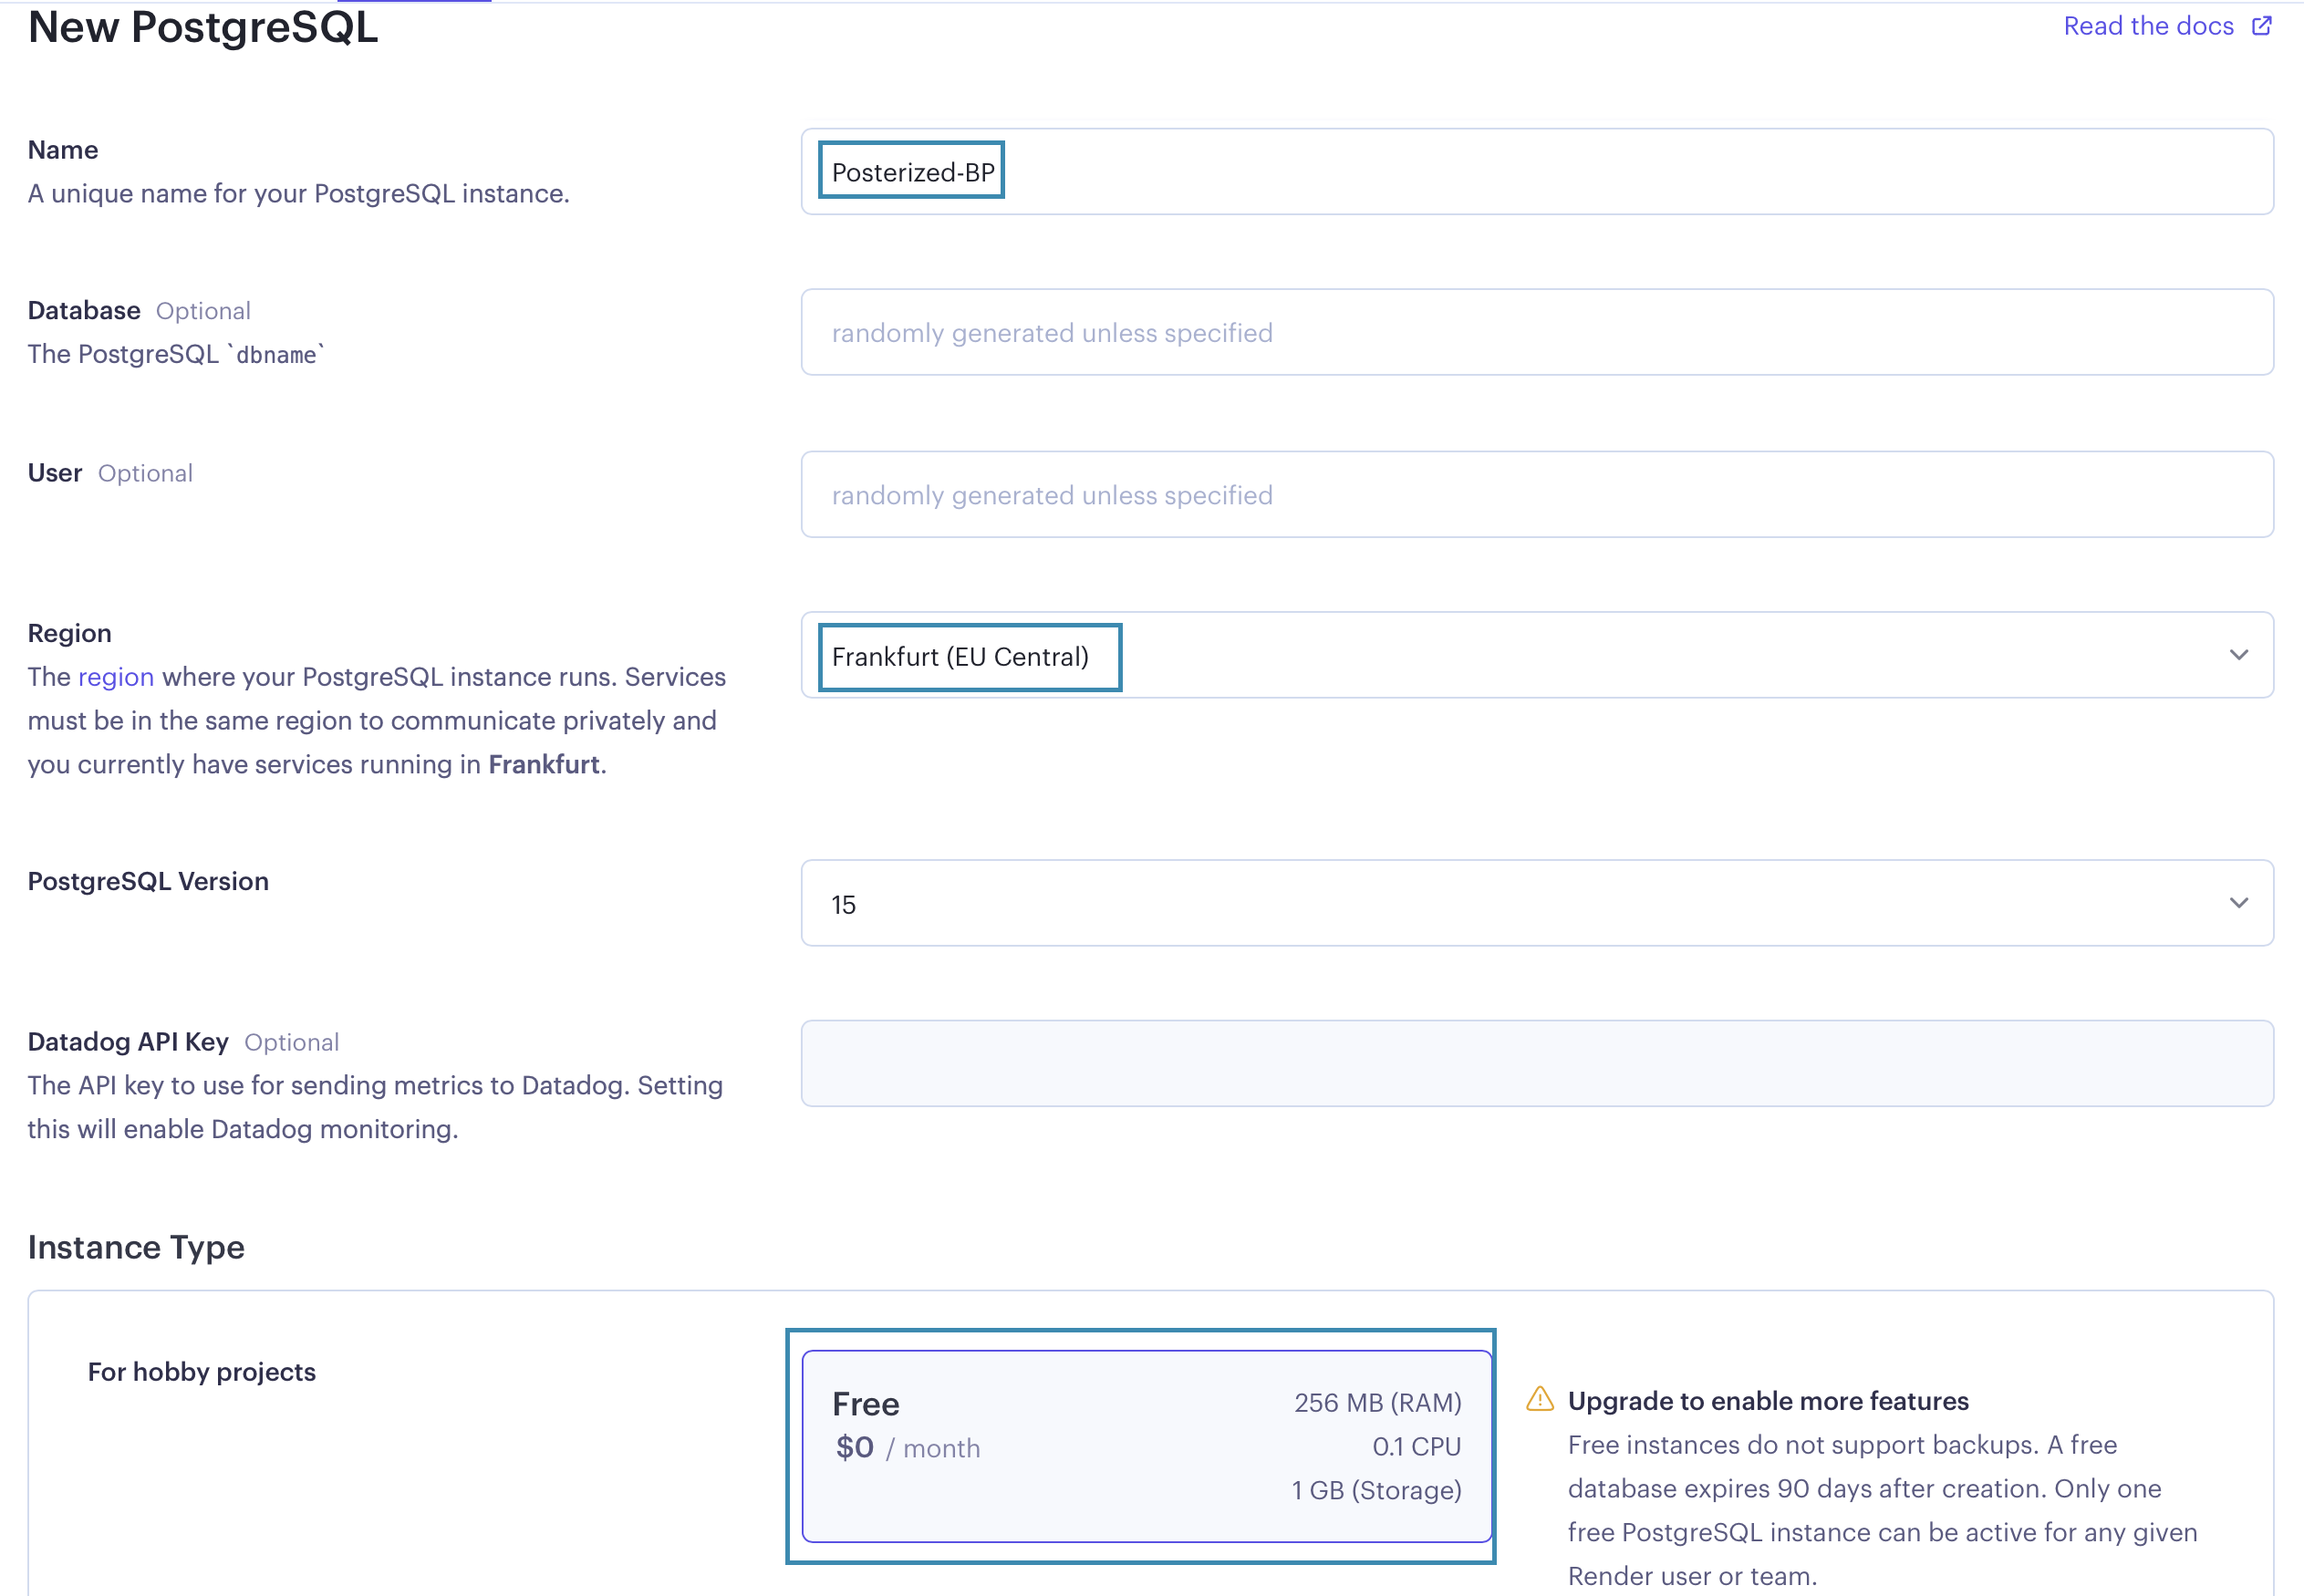 New PostgreSQL
Read the docs
Name
A unique name for your PostgreSQL instance.
Posterized-BP
Database Optional
The PostgreSQL `dbname`
randomly generated unless specified
User Optional
randomly generated unless specified
Region
The region where your PostgreSQL instance runs. Services
must be in the same region to communicate privately and
you currently have services running in Frankfurt.
Frankfurt (EU Central)
PostgreSQL Version
15
Datadog API Key Optional
The API key to use for sending metrics to Datadog. Setting
this will enable Datadog monitoring.
Instance Type
For hobby projects
Free
$0 / month
256 MB (RAM)
0.1 CPU
1 GB (Storage)
Upgrade to enable more features
Free instances do not support backups. A free
database expires 90 days after creation. Only one
free PostgreSQL instance can be active for any given
Render user or team.